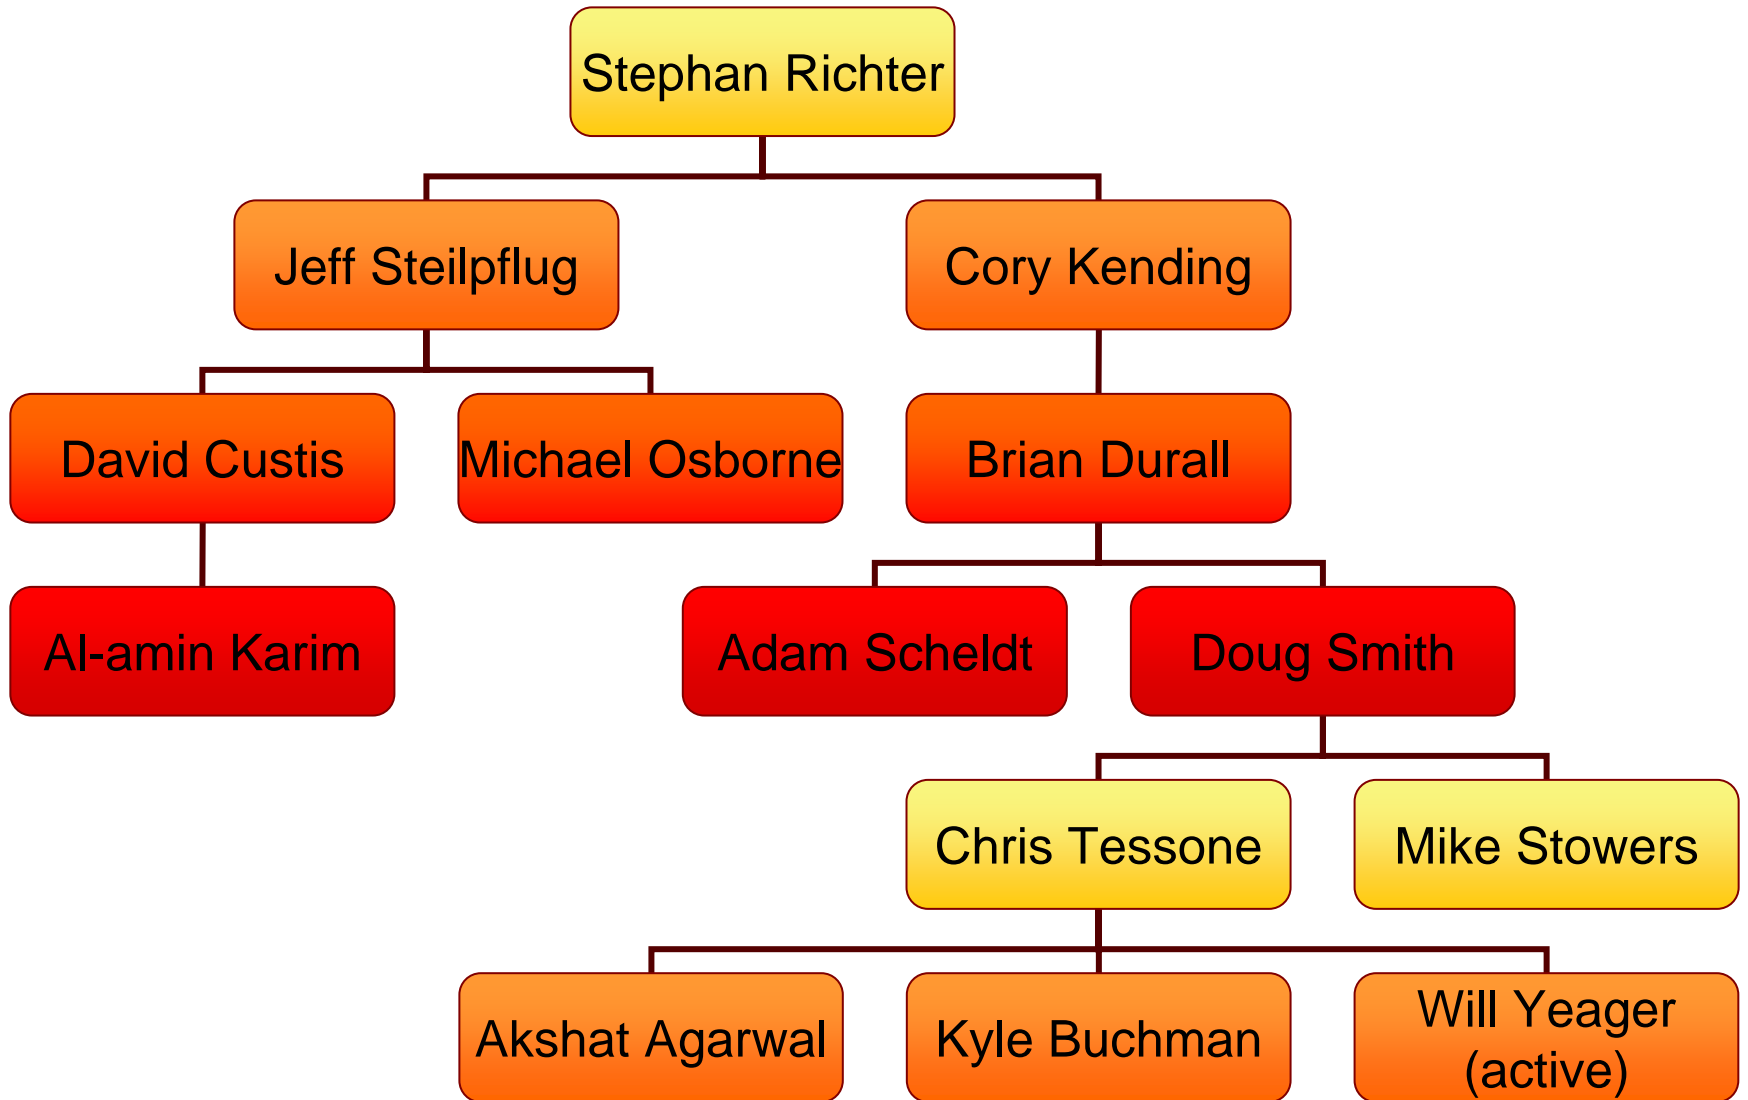 Stephan Richter
Jeff Steilpflug
Cory Kending
David Custis
Michael Osborne
Brian Durall
Al-amin Karim
Adam Scheldt
Doug Smith
Chris Tessone
Mike Stowers
Akshat Agarwal
Kyle Buchman
Will Yeager
(active)